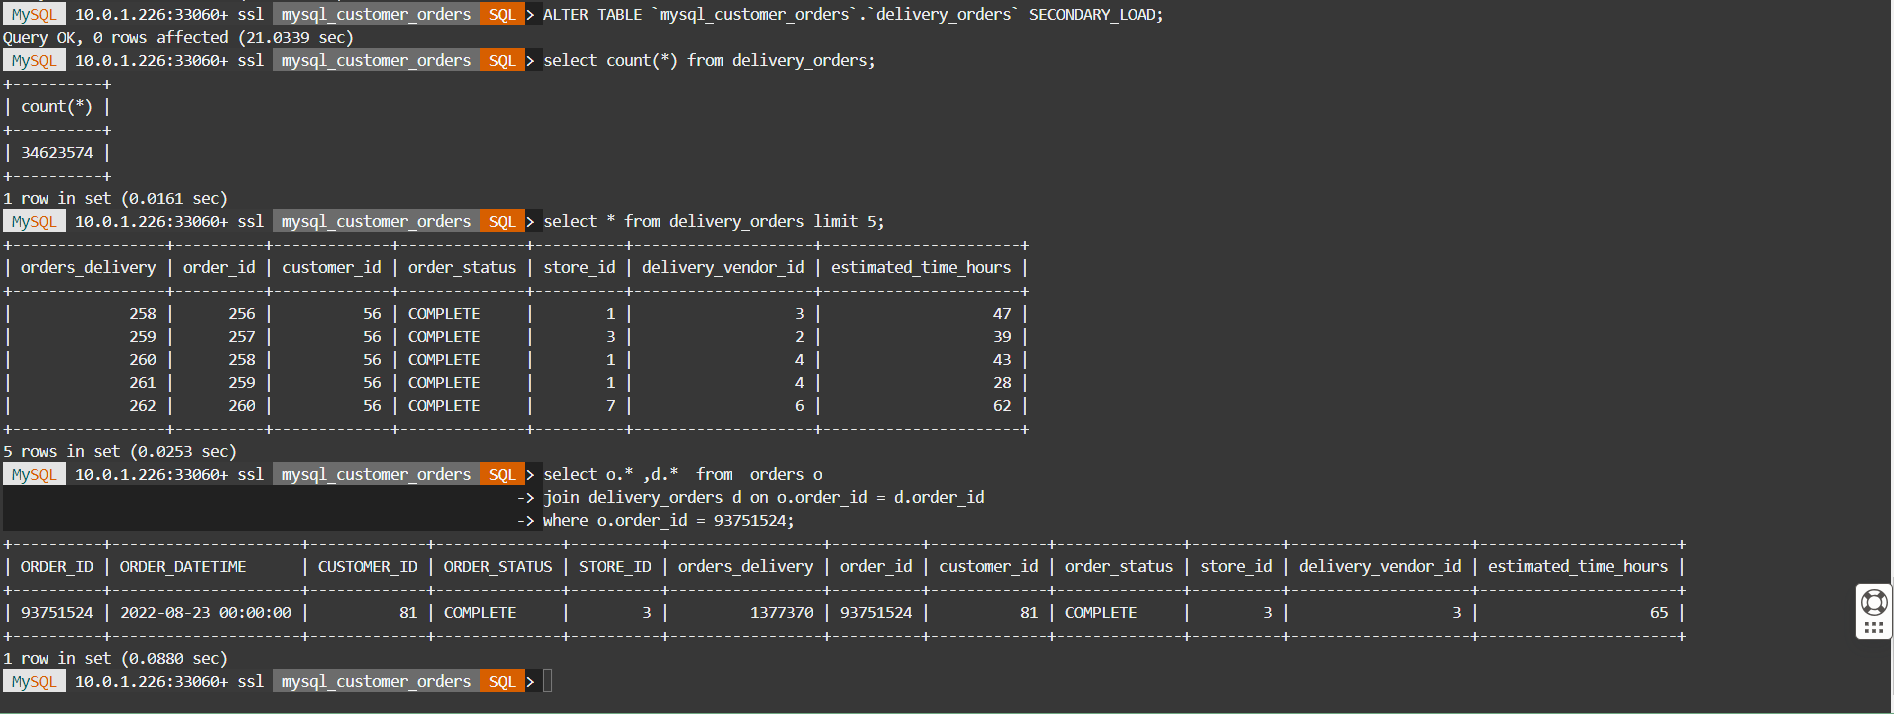 MySQL 10.0.1.226:33060+ ssl mysql_customer_orders SQL > ALTER TABLE `mysql_customer_orders`.`delivery_orders` SECONDARY_LOAD;
Query OK, 0 rows affected (21.0339 sec)
MySQL 10.0.1.226:33060+ ssl mysql_customer_orders SQL > select count(*) from delivery_orders;
+----------+
| count(*) |
+----------+
| 34623574 |
+----------+
1 row in set (0.0161 sec)
MySQL 10.0.1.226:33060+ ssl mysql_customer_orders SQL > select * from delivery_orders limit 5;
+-----------------+----------+-------------+--------------+----------+--------------------+----------------------+
| orders_delivery | order_id | customer_id | order_status | store_id | delivery_vendor_id | estimated_time_hours |
+-----------------+----------+-------------+--------------+----------+--------------------+----------------------+
|             258 |      256 |          56 | COMPLETE     |        1 |                  3 |                   47 |
|             259 |      257 |          56 | COMPLETE     |        3 |                  2 |                   39 |
|             260 |      258 |          56 | COMPLETE     |        1 |                  4 |                   43 |
|             261 |      259 |          56 | COMPLETE     |        1 |                  4 |                   28 |
|             262 |      260 |          56 | COMPLETE     |        7 |                  6 |                   62 |
+-----------------+----------+-------------+--------------+----------+--------------------+----------------------+
5 rows in set (0.0253 sec)
MySQL 10.0.1.226:33060+ ssl mysql_customer_orders SQL > select o.* ,d.*  from  orders o
-> join delivery_orders d on o.order_id = d.order_id
-> where o.order_id = 93751524;
+----------+---------------------+-------------+--------------+----------+-----------------+----------+-------------+--------------+----------+--------------------+----------------------+
| ORDER_ID | ORDER_DATETIME      | CUSTOMER_ID | ORDER_STATUS | STORE_ID | orders_delivery | order_id | customer_id | order_status | store_id | delivery_vendor_id | estimated_time_hours |
+----------+---------------------+-------------+--------------+----------+-----------------+----------+-------------+--------------+----------+--------------------+----------------------+
| 93751524 | 2022-08-23 00:00:00 |          81 | COMPLETE     |        3 |         1377370 | 93751524 |          81 | COMPLETE     |        3 |                  3 |                   65 |
+----------+---------------------+-------------+--------------+----------+-----------------+----------+-------------+--------------+----------+--------------------+----------------------+
1 row in set (0.0880 sec)
MySQL 10.0.1.226:33060+ ssl mysql_customer_orders SQL >